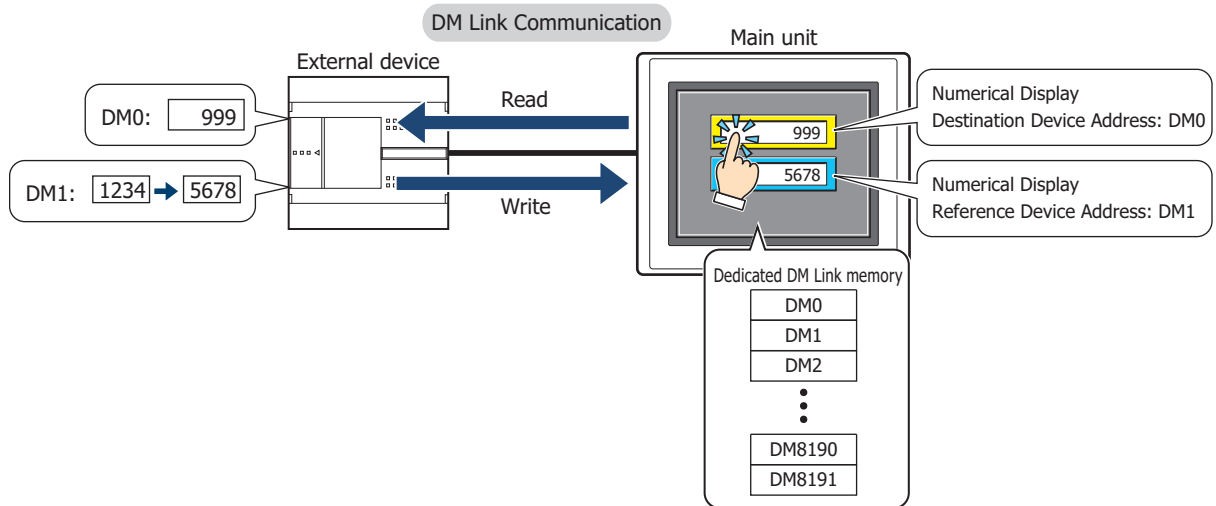 DM Link Communication
Main unit
External device
Read
Write
DM0: 999
DM1: 1234 5678
999
5678
Numerical Display
Destination Device Address: DM0
Numerical Display
Reference Device Address: DM1
Dedicated DM Link memory
DM0
DM1
DM2
DM8190
DM8191